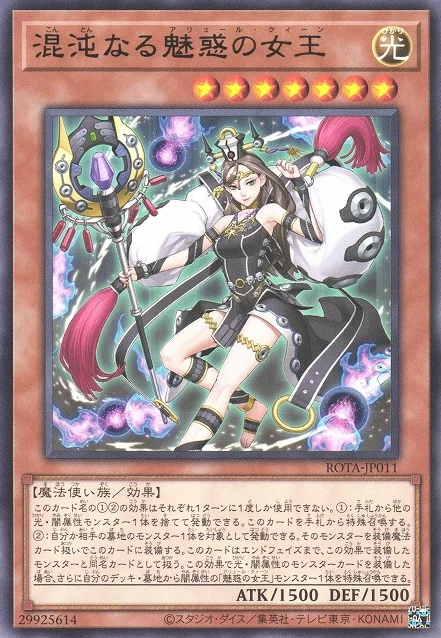 混沌なる魅惑の女王
光
ROTA-JP011
【魔法使い族／効果】
このカード名の①②の効果はそれぞれ1ターンに1度しか使用できない。①：手札から他の
光・闇属性モンスター1体を捨てて発動できる。このカードを手札から特殊召喚する。
②：自分か相手の墓地のモンスター1体を対象として発動できる。そのモンスターを装備魔法
カード扱いでこのカードに装備する。このカードはエンドフェイズまで、この効果で装備した
モンスターと同名カードとして扱う。この効果で光・闇属性モンスターカードを装備した
場合、さらに自分のデッキ・墓地から闇属性の「魅惑の女王」モンスター1体を特殊召喚できる。
ATK/1500 DEF/1500
29925614
©スタジオ・ダイス／集英社・テレビ東京・KONAMI